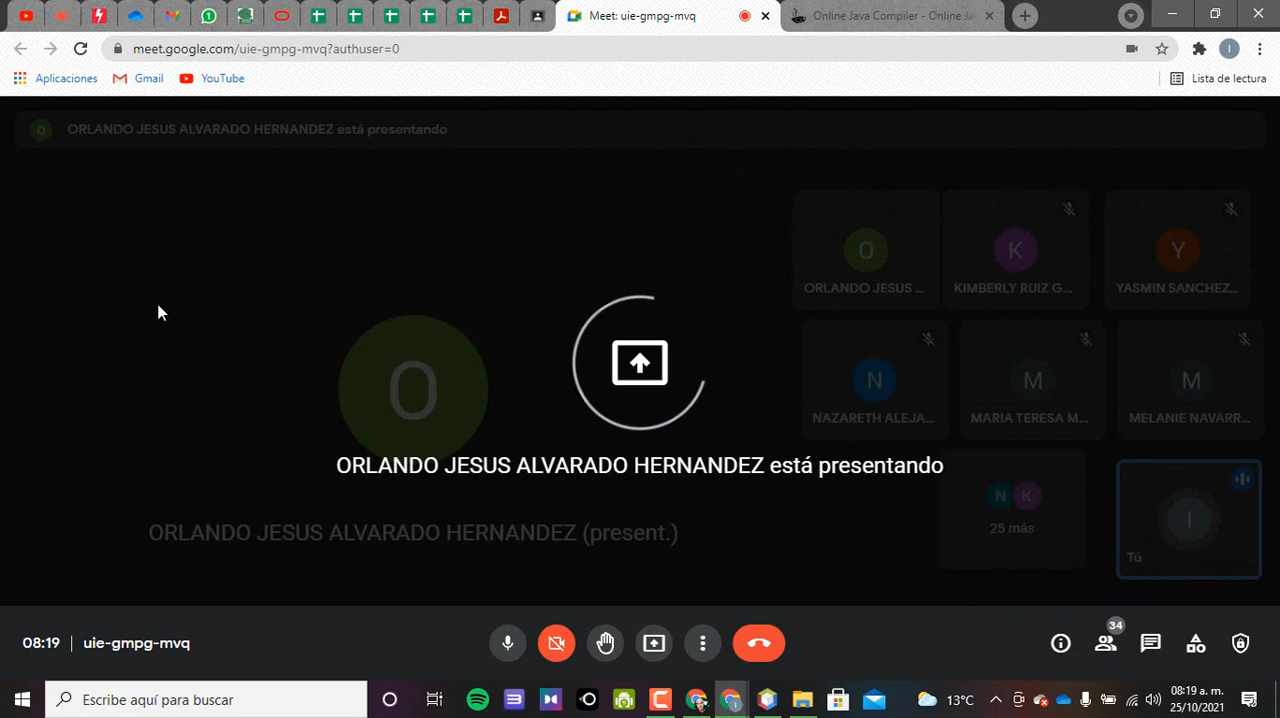 Meet: uie-gmpg-mvq
Online Java Compiler - Online Ja
meet.google.com/uie-gmpg-mvq?authuser=0
Aplicaciones
Gmail
YouTube
Lista de lectura
O
ORLANDO JESUS ALVARADO HERNANDEZ está presentando
O
K
Y
ORLANDO JESUS ...
KIMBERLY RUIZ G...
YASMIN SANCHEZ...
O
N
M
M
NAZARETH ALEJA...
MARIA TERESA M...
MELANIE NAVARR...
ORLANDO JESUS ALVARADO HERNANDEZ está presentando
N K
25 más
I
Tú
ORLANDO JESUS ALVARADO HERNANDEZ (present.)
08:19 | uie-gmpg-mvq
34
Escribe aquí para buscar
13°C
08:19 a. m.
25/10/2021